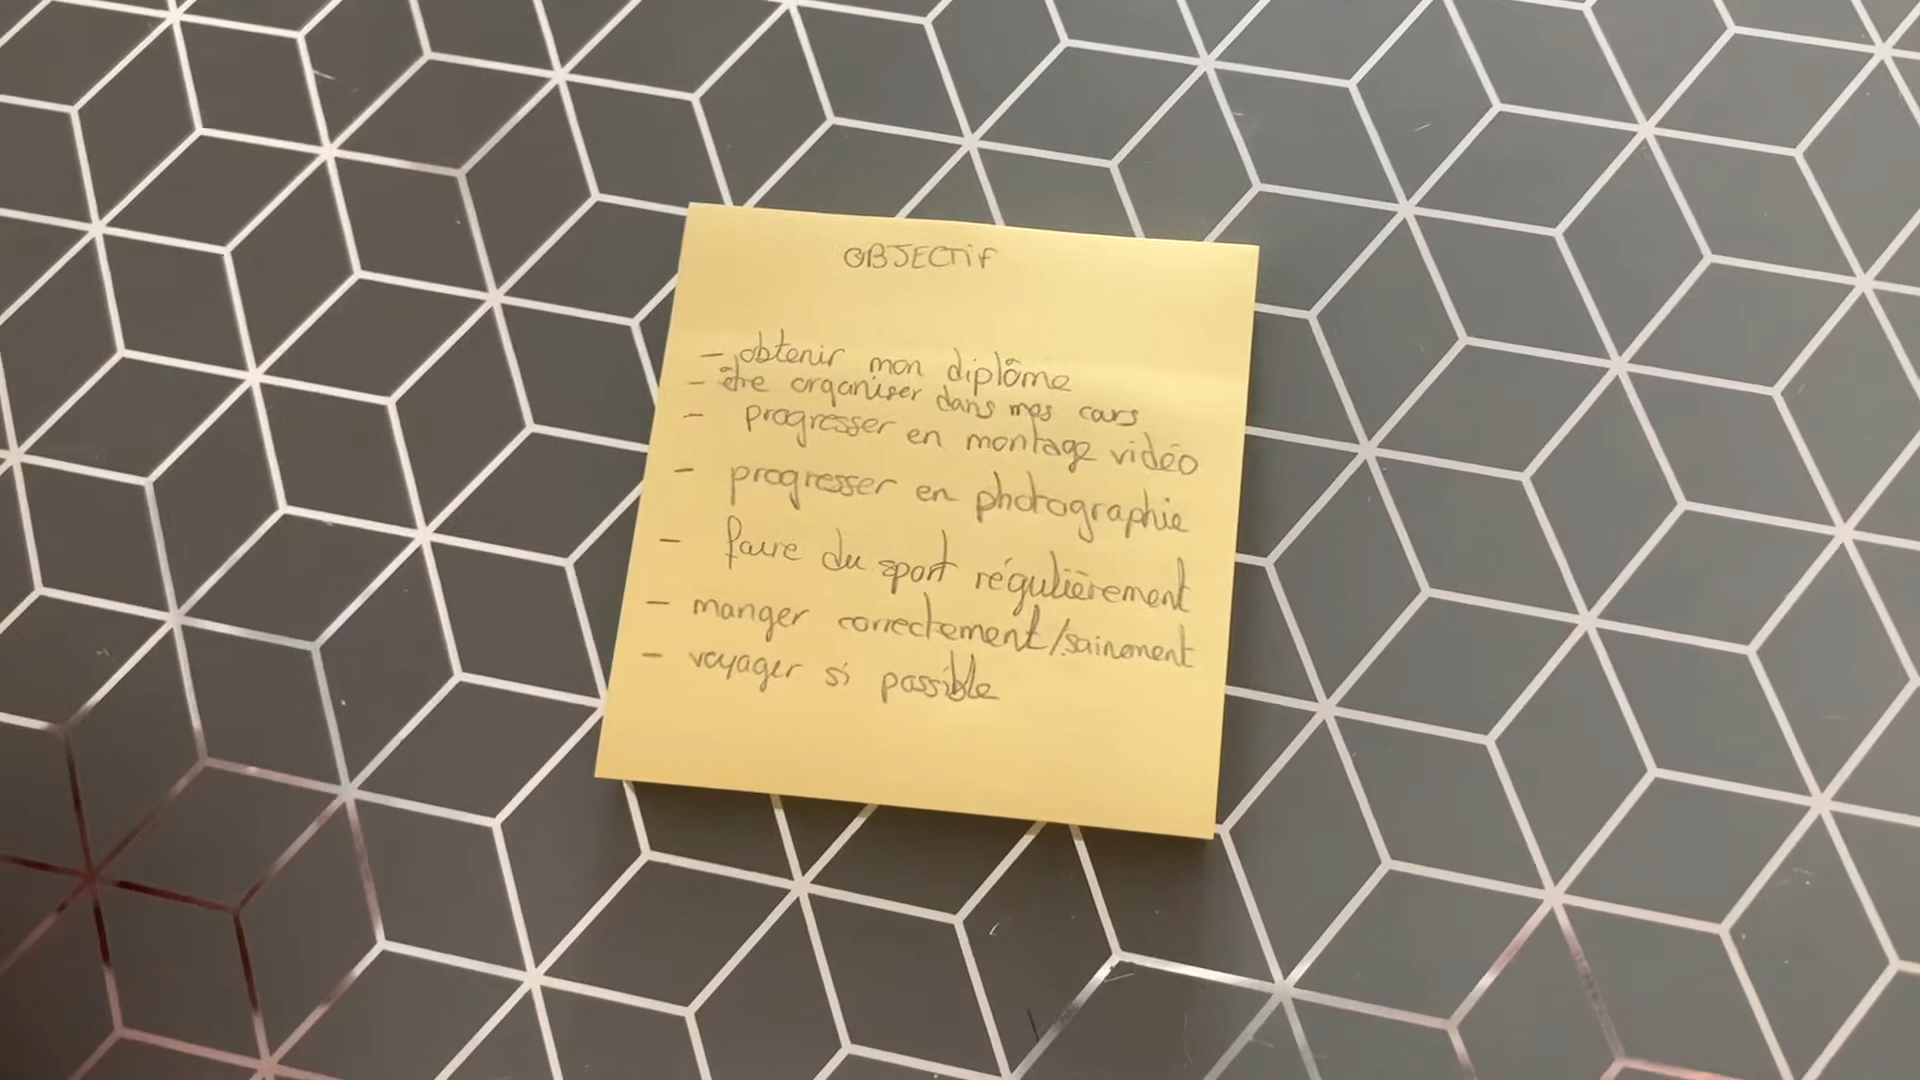 OBJECTIF
- obtenir mon diplôme
- être organiser dans mes cours
- progresser en montage vidéo
- progresser en photographie
- faire du sport régulièrement
- manger correctement/sainement
- voyager si possible